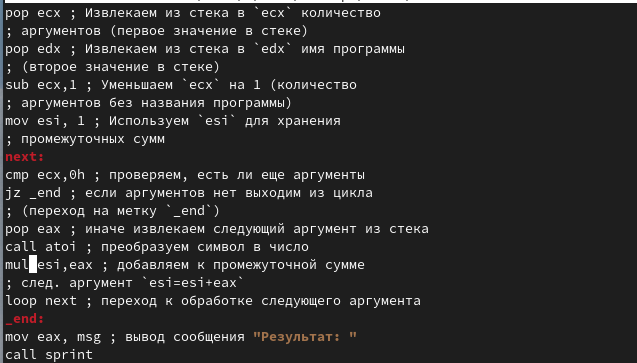 pop ecx ; Извлекаем из стека в `ecx` количество
; аргументов (первое значение в стеке)
pop edx ; Извлекаем из стека в `edx` имя программы
; (второе значение в стеке)
sub ecx,1 ; Уменьшаем `ecx` на 1 (количество
; аргументов без названия программы)
mov esi, 1 ; Используем `esi` для хранения
; промежуточных сумм
next:
cmp ecx,0h ; проверяем, есть ли еще аргументы
jz _end ; если аргументов нет выходим из цикла
; (переход на метку `_end`)
pop eax ; иначе извлекаем следующий аргумент из стека
call atoi ; преобразуем символ в число
mul esi,eax ; добавляем к промежуточной сумме
; след. аргумент `esi=esi+eax`
loop next ; переход к обработке следующего аргумента
_end:
mov eax, msg ; вывод сообщения "Результат: "
call sprint